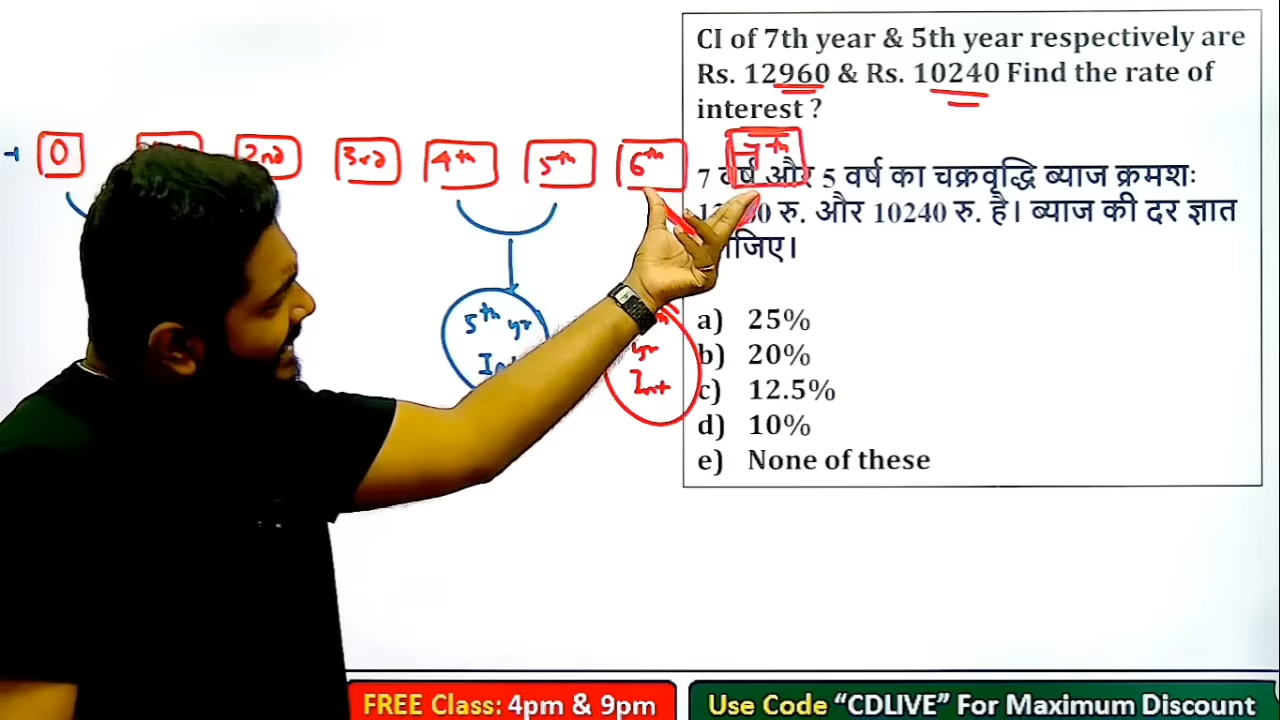 CI of 7th year & 5th year respectively are
Rs. 12960 & Rs. 10240 Find the rate of
interest ?
0
2nd
3rd
4th
5th
6th
7th
7 वर्ष और 5 वर्ष का चक्रवृद्धि ब्याज क्रमशः
रु. और 10240 रु. है। ब्याज की दर ज्ञात
5th yr
yr
Int
a) 25%
b) 20%
c) 12.5%
d) 10%
e) None of these
FREE Class: 4pm & 9pm
Use Code “CDLIVE” For Maximum Discount